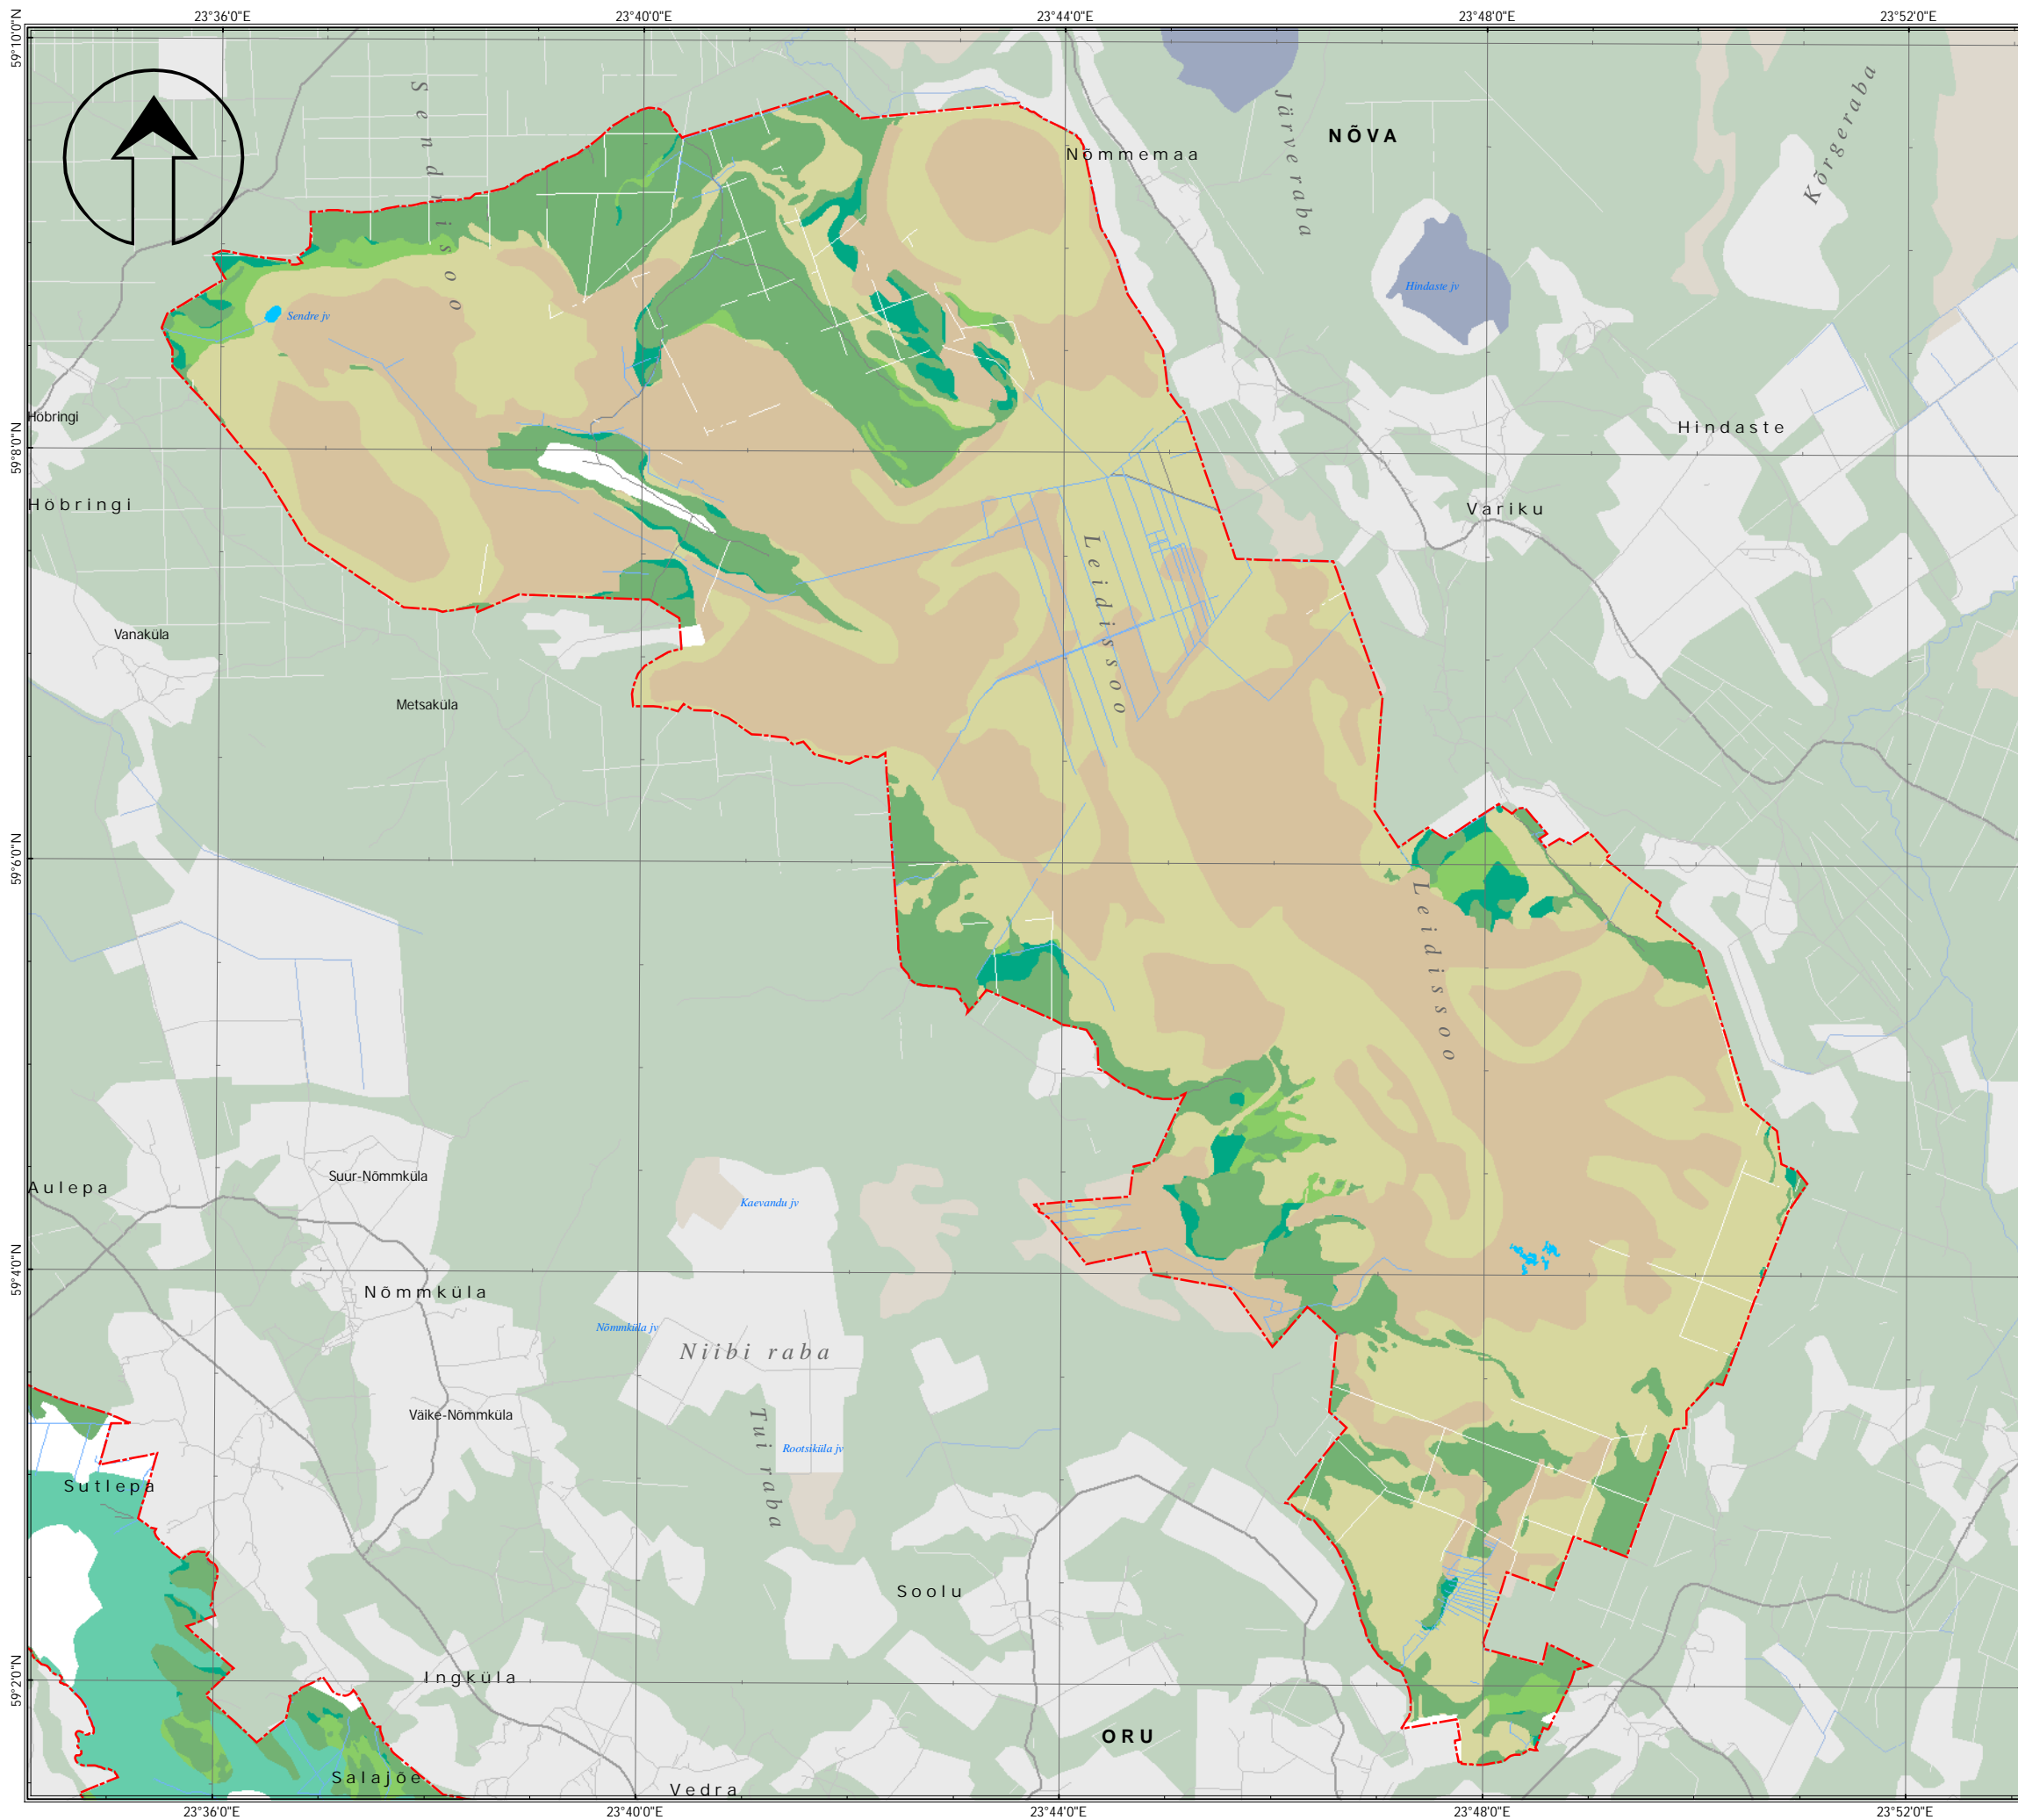 23°36'0"E
23°40'0"E
23°44'0"E
23°48'0"E
23°52'0"E
59°10'0"N
Sendrisoo
Järveraba
NÕVA
Kõrgeraba
Nõmmemaa
Hindaste jv
Sendre jv
Höbringi
59°8'0"N
Hindaste
Höbringi
Variku
Leidissoo
Vanaküla
Metsaküla
59°6'0"N
Leidissoo
Suur-Nõmmküla
Aulepa
Kaevandu jv
59°4'0"N
Nõmmküla
Nõmmküla jv
Niibi raba
Väike-Nõmmküla
Tui raba
Rootsiküla jv
Sutlepa
Soolu
59°2'0"N
Ingküla
ORU
Salajõe
Vedra
23°36'0"E
23°40'0"E
23°44'0"E
23°48'0"E
23°52'0"E